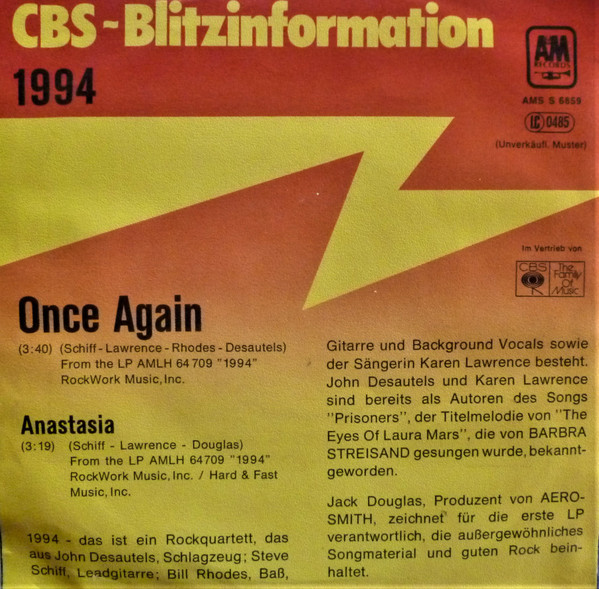 CBS~Blitzinformation
1994
A&M
RECORDS
AMS S 6859
LC 0485
(Unverkäufl. Muster)
Im Vertrieb von
CBS
The
Family
Of
Music
Once Again
(3:40) (Schiff - Lawrence - Rhodes - Desautels)
From the LP AMLH 64 709 "1994"
RockWork Music, Inc.
Anastasia
(3:19) (Schiff - Lawrence - Douglas)
From the LP AMLH 64709 "1994"
RockWork Music, Inc. / Hard & Fast
Music, Inc.
1994 - das ist ein Rockquartett, das
aus John Desautels, Schlagzeug; Steve
Schiff, Leadgitarre; Bill Rhodes, Baß,
Gitarre und Background Vocals sowie
der Sängerin Karen Lawrence besteht.
John Desautels und Karen Lawrence
sind bereits als Autoren des Songs
"Prisoners", der Titelmelodie von "The
Eyes Of Laura Mars", die von BARBRA
STREISAND gesungen wurde, bekannt-
geworden.
Jack Douglas, Produzent von AERO-
SMITH, zeichnet für die erste LP
verantwortlich, die außergewöhnliches
Songmaterial und guten Rock bein-
haltet.